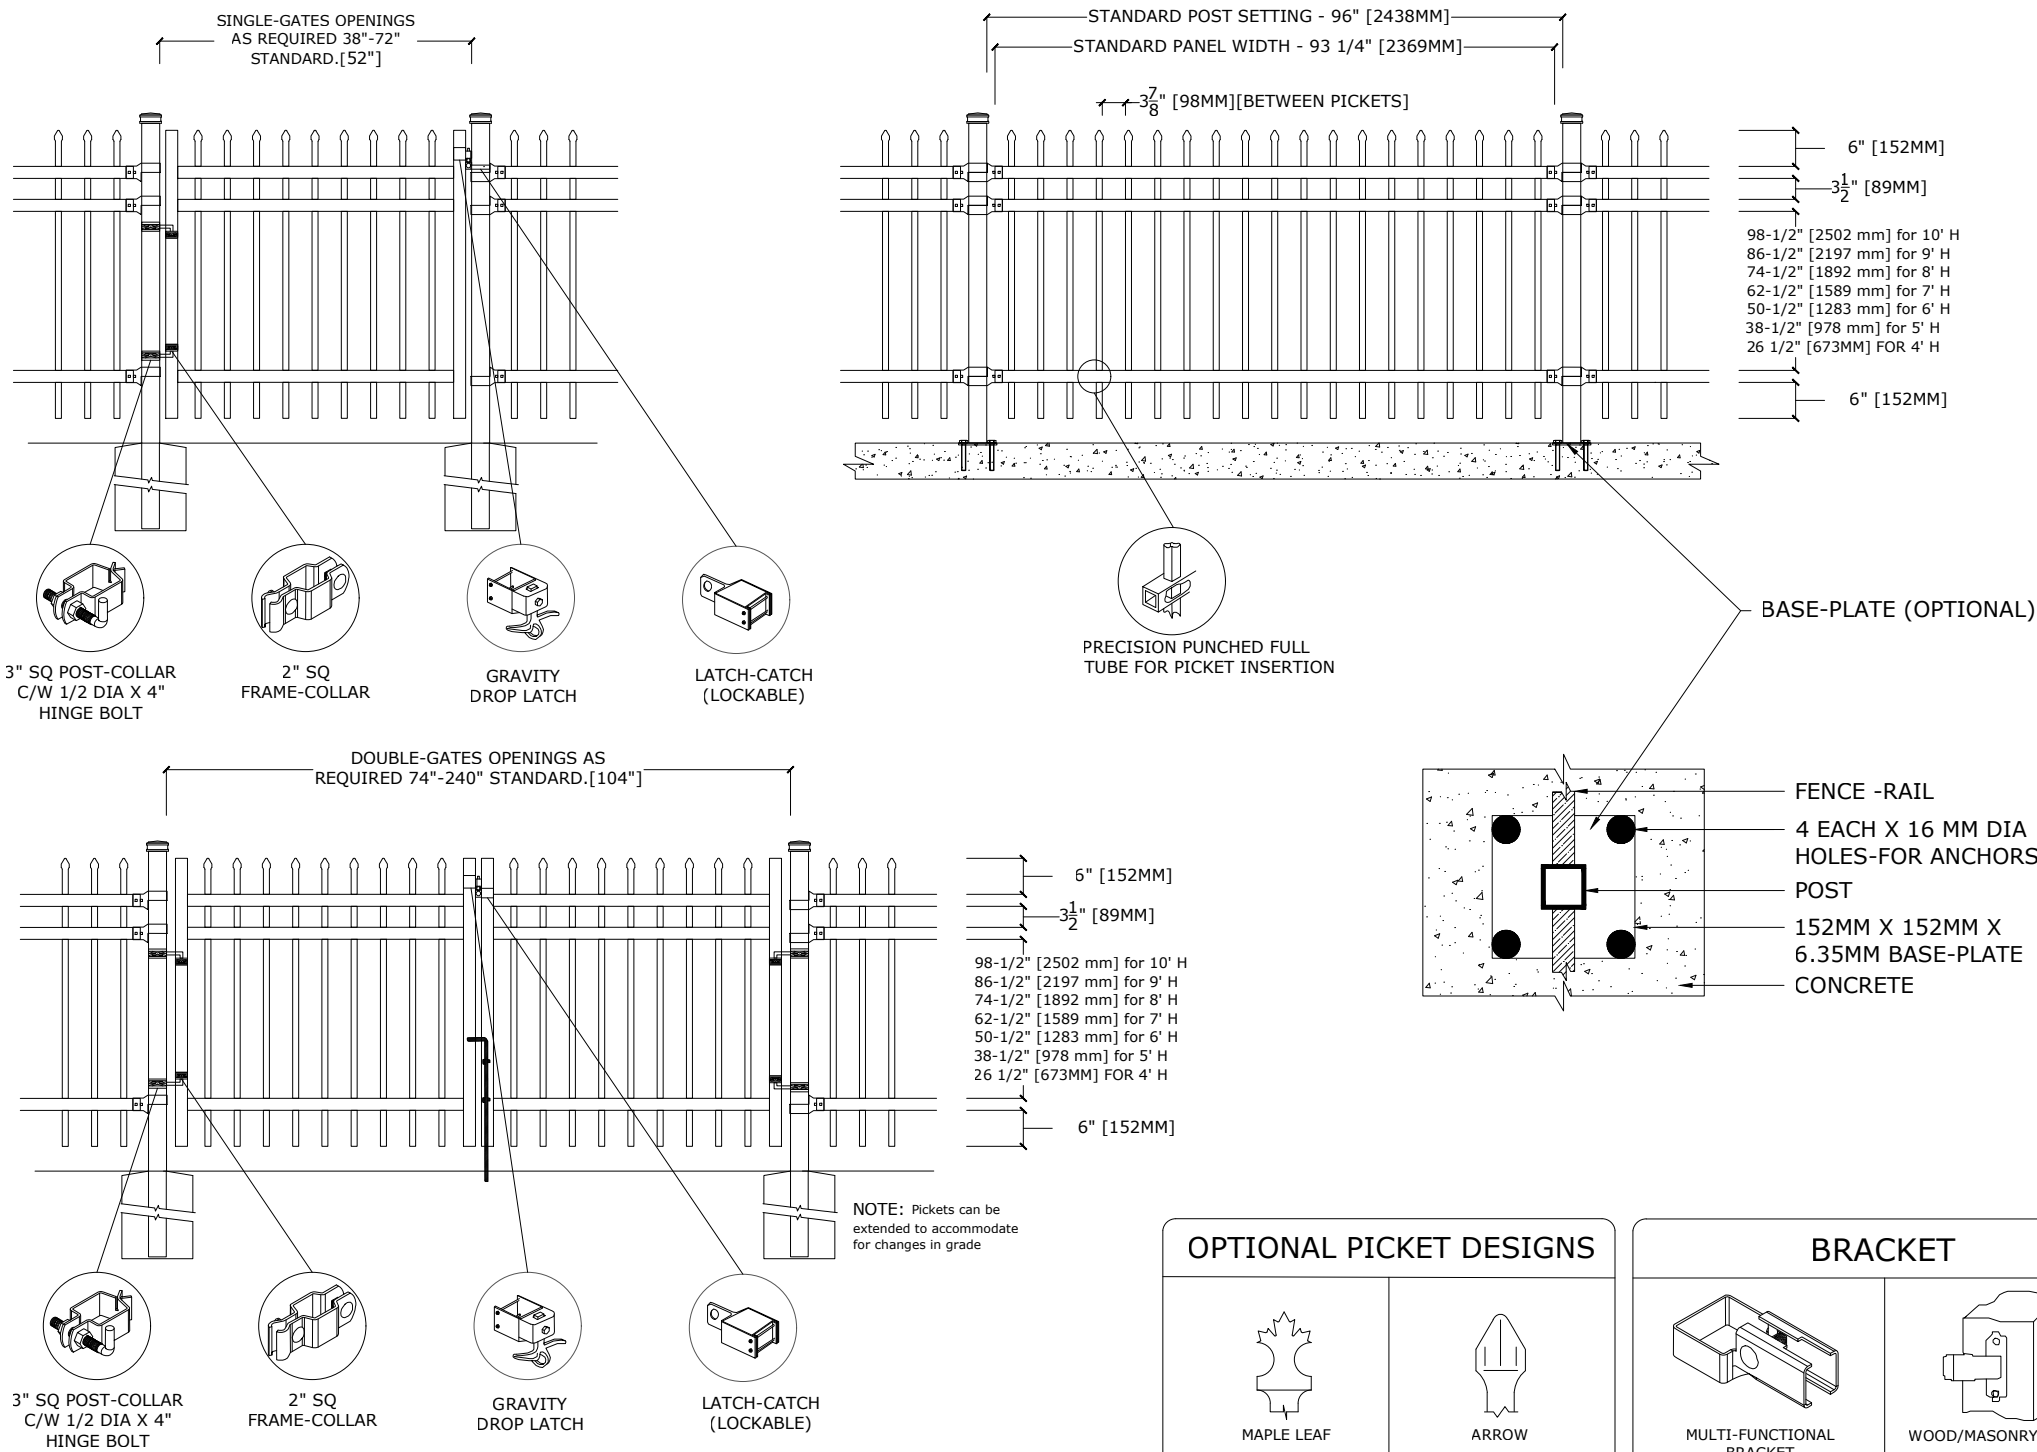 SINGLE-GATES OPENINGS
AS REQUIRED 38"-72"
STANDARD.[52"]
3" SQ POST-COLLAR
C/W 1/2 DIA X 4"
HINGE BOLT
2" SQ
FRAME-COLLAR
GRAVITY
DROP LATCH
LATCH-CATCH
(LOCKABLE)
STANDARD POST SETTING - 96" [2438MM]
STANDARD PANEL WIDTH - 93 1/4" [2369MM]
3 7/8" [98MM][BETWEEN PICKETS]
6" [152MM]
3 1/2" [89MM]
98-1/2" [2502 mm] for 10' H
86-1/2" [2197 mm] for 9' H
74-1/2" [1892 mm] for 8' H
62-1/2" [1589 mm] for 7' H
50-1/2" [1283 mm] for 6' H
38-1/2" [978 mm] for 5' H
26 1/2" [673MM] FOR 4' H
6" [152MM]
PRECISION PUNCHED FULL
TUBE FOR PICKET INSERTION
BASE-PLATE (OPTIONAL)
FENCE -RAIL
4 EACH X 16 MM DIA
HOLES-FOR ANCHORS
POST
152MM X 152MM X
6.35MM BASE-PLATE
CONCRETE
DOUBLE-GATES OPENINGS AS
REQUIRED 74"-240" STANDARD.[104"]
6" [152MM]
3 1/2" [89MM]
98-1/2" [2502 mm] for 10' H
86-1/2" [2197 mm] for 9' H
74-1/2" [1892 mm] for 8' H
62-1/2" [1589 mm] for 7' H
50-1/2" [1283 mm] for 6' H
38-1/2" [978 mm] for 5' H
26 1/2" [673MM] FOR 4' H
6" [152MM]
NOTE: Pickets can be
extended to accommodate
for changes in grade
3" SQ POST-COLLAR
C/W 1/2 DIA X 4"
HINGE BOLT
2" SQ
FRAME-COLLAR
GRAVITY
DROP LATCH
LATCH-CATCH
(LOCKABLE)
OPTIONAL PICKET DESIGNS
MAPLE LEAF
ARROW
BRACKET
MULTI-FUNCTIONAL
BRACKET
WOOD/MASONRY